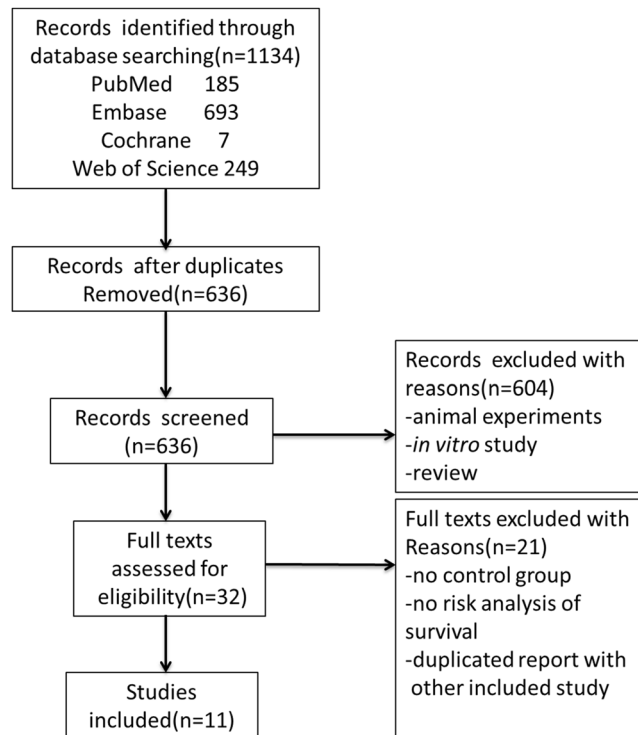 Records identified through
database searching(n=1134)
PubMed 185
Embase 693
Cochrane 7
Web of Science 249
Records after duplicates
Removed(n=636)
Records screened
(n=636)
Records excluded with
reasons(n=604)
-animal experiments
-in vitro study
-review
Full texts
assessed for
eligibility(n=32)
Full texts excluded with
Reasons(n=21)
-no control group
-no risk analysis of
survival
-duplicated report with
other included study
Studies
included(n=11)